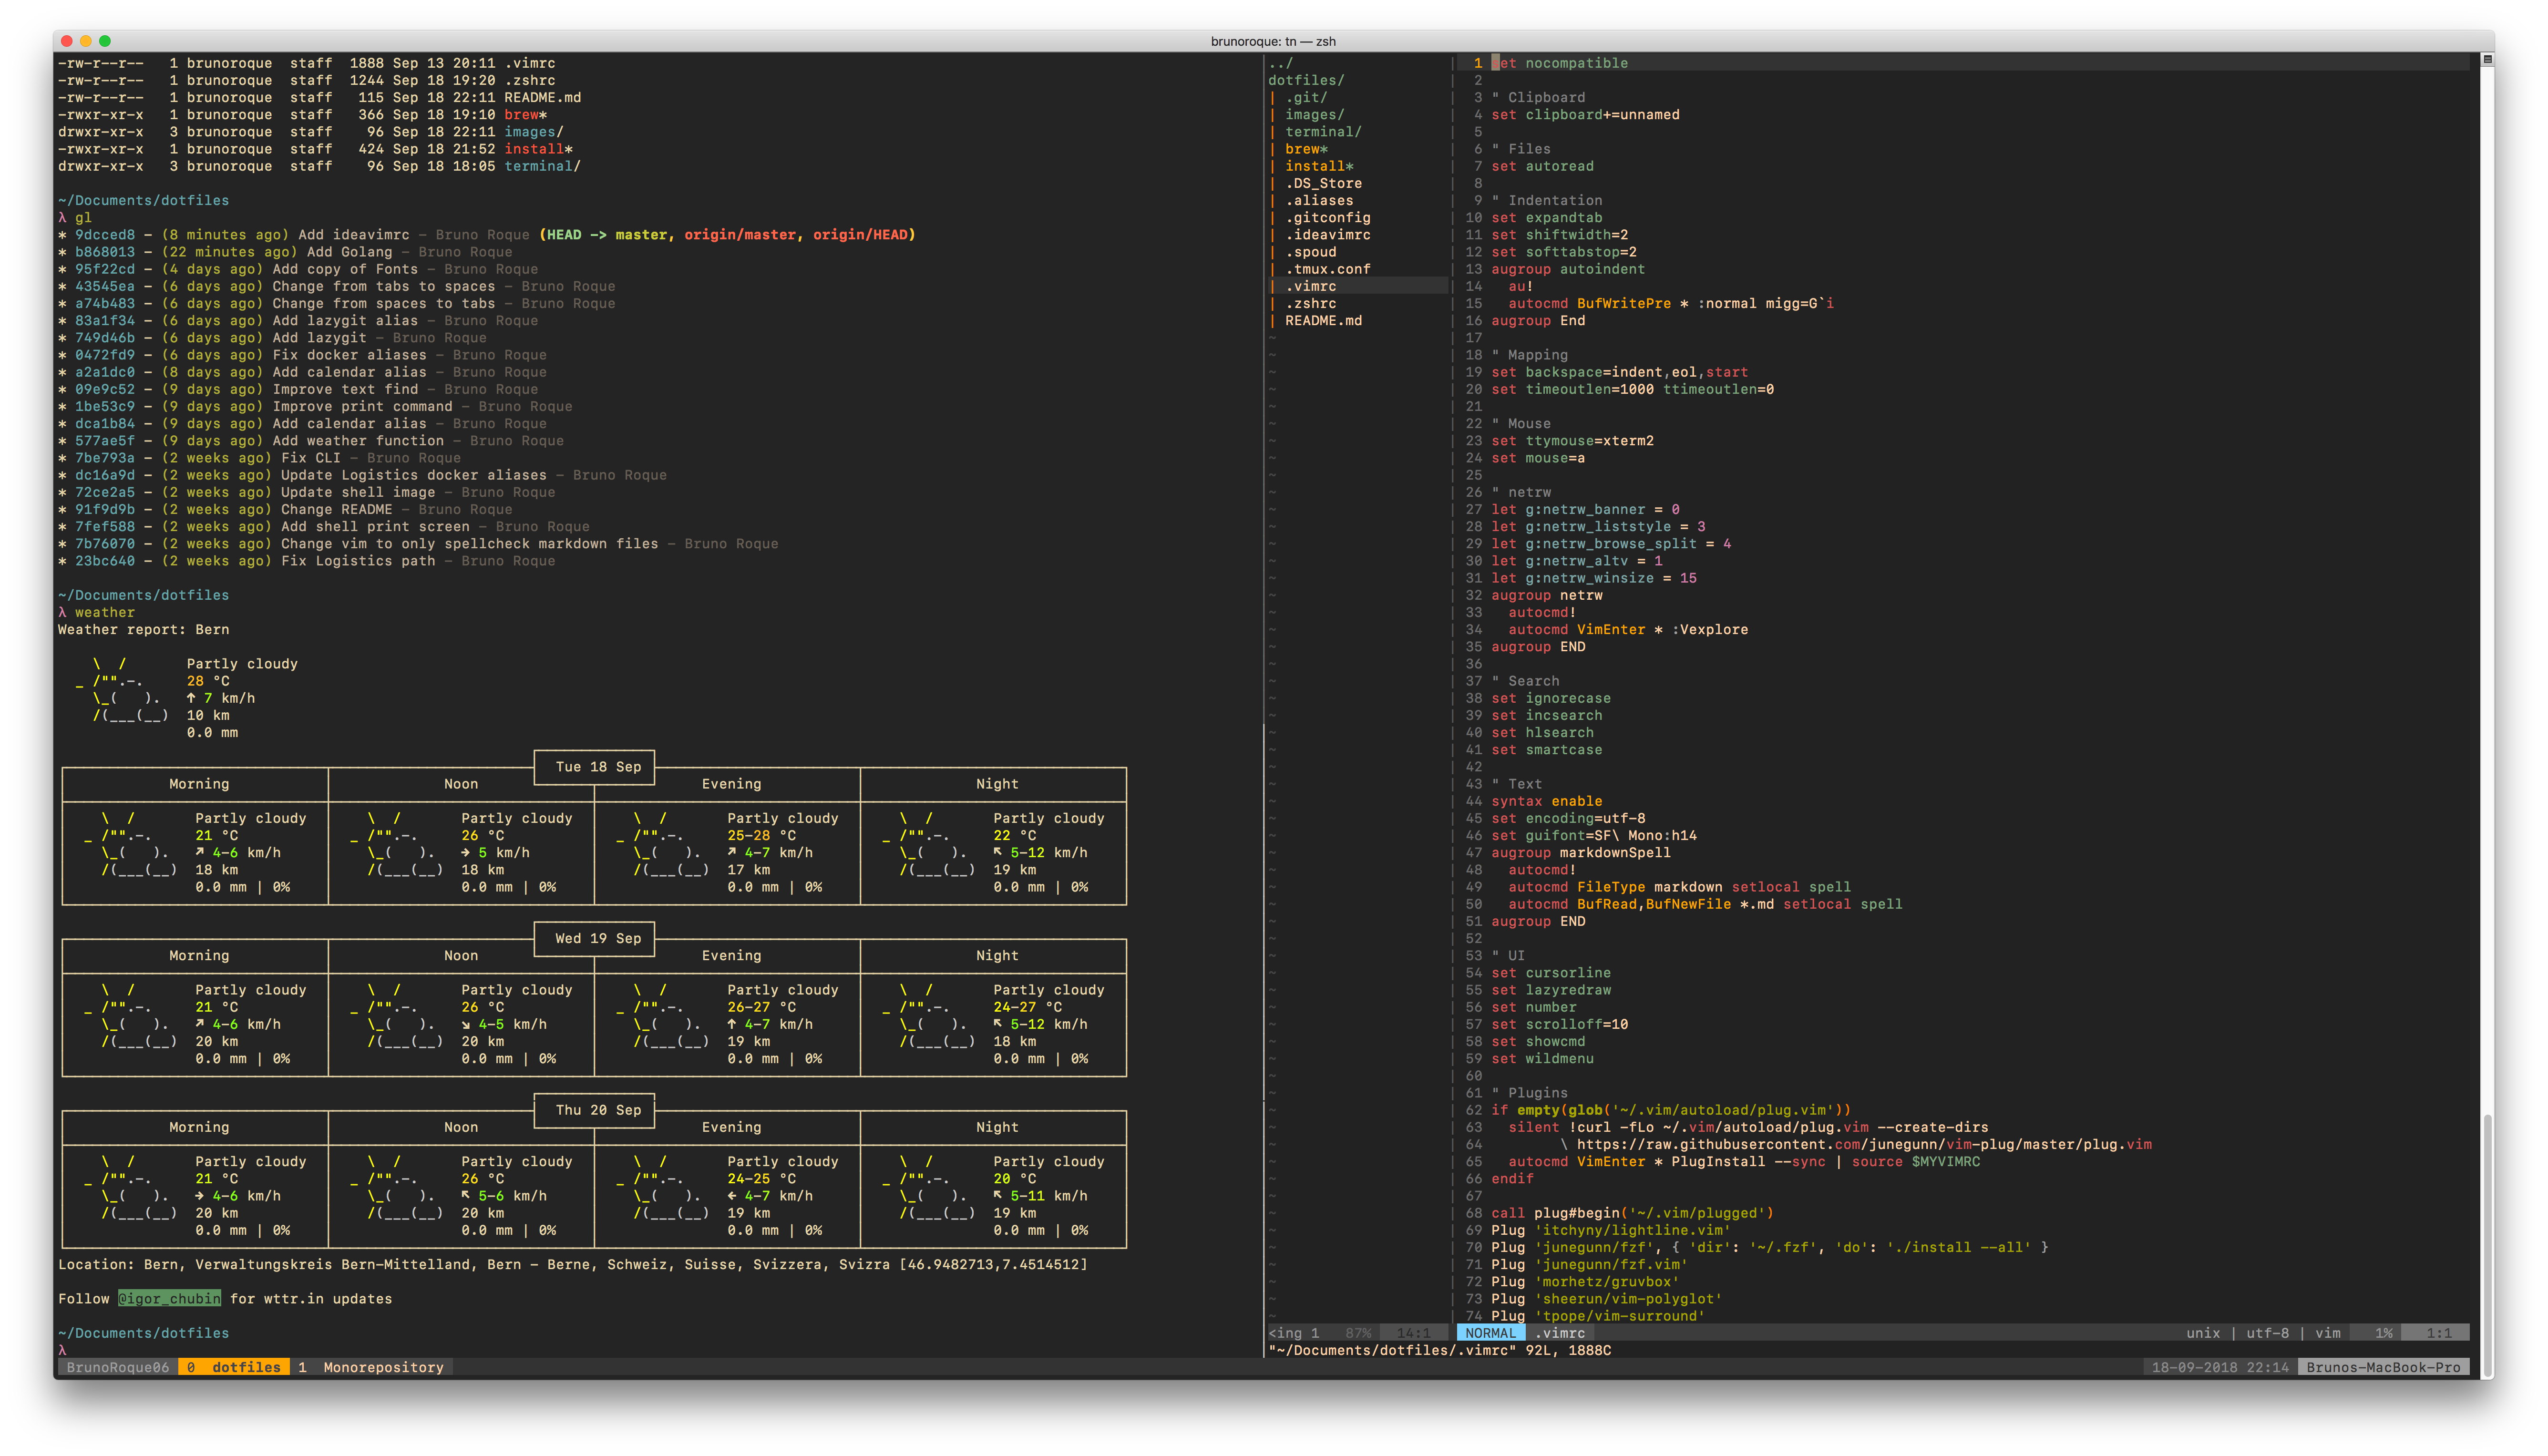 brunoroque: tn — zsh
-rw-r--r--   1 brunoroque  staff  1888 Sep 13 20:11 .vimrc
-rw-r--r--   1 brunoroque  staff  1244 Sep 18 19:20 .zshrc
-rw-r--r--   1 brunoroque  staff   115 Sep 18 22:11 README.md
-rwxr-xr-x   1 brunoroque  staff   366 Sep 18 19:10 brew*
drwxr-xr-x   3 brunoroque  staff    96 Sep 18 22:11 images/
-rwxr-xr-x   1 brunoroque  staff   424 Sep 18 21:52 install*
drwxr-xr-x   3 brunoroque  staff    96 Sep 18 18:05 terminal/
~/Documents/dotfiles
λ gl
* 9dcced8 - (8 minutes ago) Add ideavimrc - Bruno Roque (HEAD -> master, origin/master, origin/HEAD)
* b868013 - (22 minutes ago) Add Golang - Bruno Roque
* 95f22cd - (4 days ago) Add copy of Fonts - Bruno Roque
* 43545ea - (6 days ago) Change from tabs to spaces - Bruno Roque
* a74b483 - (6 days ago) Change from spaces to tabs - Bruno Roque
* 83a1f34 - (6 days ago) Add lazygit alias - Bruno Roque
* 749d46b - (6 days ago) Add lazygit - Bruno Roque
* 0472fd9 - (6 days ago) Fix docker aliases - Bruno Roque
* a2a1dc0 - (8 days ago) Add calendar alias - Bruno Roque
* 09e9c52 - (9 days ago) Improve text find - Bruno Roque
* 1be53c9 - (9 days ago) Improve print command - Bruno Roque
* dca1b84 - (9 days ago) Add calendar alias - Bruno Roque
* 577ae5f - (9 days ago) Add weather function - Bruno Roque
* 7be793a - (2 weeks ago) Fix CLI - Bruno Roque
* dc16a9d - (2 weeks ago) Update Logistics docker aliases - Bruno Roque
* 72ce2a5 - (2 weeks ago) Update shell image - Bruno Roque
* 91f9d9b - (2 weeks ago) Change README - Bruno Roque
* 7fef588 - (2 weeks ago) Add shell print screen - Bruno Roque
* 7b76070 - (2 weeks ago) Change vim to only spellcheck markdown files - Bruno Roque
* 23bc640 - (2 weeks ago) Fix Logistics path - Bruno Roque
~/Documents/dotfiles
λ weather
Weather report: Bern
Partly cloudy
28 °C
↑ 7 km/h
10 km
0.0 mm
Tue 18 Sep
Morning Noon Evening Night
Partly cloudy Partly cloudy Partly cloudy Partly cloudy
21 °C 26 °C 25-28 °C 22 °C
↗ 4-6 km/h → 5 km/h ↗ 4-7 km/h ↖ 5-12 km/h
18 km 18 km 17 km 19 km
0.0 mm | 0% 0.0 mm | 0% 0.0 mm | 0% 0.0 mm | 0%
Wed 19 Sep
Morning Noon Evening Night
Partly cloudy Partly cloudy Partly cloudy Partly cloudy
21 °C 26 °C 26-27 °C 24-27 °C
↗ 4-6 km/h ↘ 4-5 km/h ↑ 4-7 km/h ↖ 5-12 km/h
20 km 20 km 19 km 18 km
0.0 mm | 0% 0.0 mm | 0% 0.0 mm | 0% 0.0 mm | 0%
Thu 20 Sep
Morning Noon Evening Night
Partly cloudy Partly cloudy Partly cloudy Partly cloudy
21 °C 26 °C 24-25 °C 20 °C
→ 4-6 km/h ↖ 5-6 km/h ← 4-7 km/h ↖ 5-11 km/h
20 km 20 km 19 km 19 km
0.0 mm | 0% 0.0 mm | 0% 0.0 mm | 0% 0.0 mm | 0%
Location: Bern, Verwaltungskreis Bern-Mittelland, Bern - Berne, Schweiz, Suisse, Svizzera, Svizra [46.9482713,7.4514512]
Follow @igor_chubin for wttr.in updates
~/Documents/dotfiles
λ
../
dotfiles/
| .git/
| images/
| terminal/
| brew*
| install*
| .DS_Store
| .aliases
| .gitconfig
| .ideavimrc
| .spoud
| .tmux.conf
| .vimrc
| .zshrc
| README.md
<ing 1   87%   14:1
1 set nocompatible
2
3 " Clipboard
4 set clipboard+=unnamed
5
6 " Files
7 set autoread
8
9 " Indentation
10 set expandtab
11 set shiftwidth=2
12 set softtabstop=2
13 augroup autoindent
14   au!
15   autocmd BufWritePre * :normal migg=G`i
16 augroup End
17
18 " Mapping
19 set backspace=indent,eol,start
20 set timeoutlen=1000 ttimeoutlen=0
21
22 " Mouse
23 set ttymouse=xterm2
24 set mouse=a
25
26 " netrw
27 let g:netrw_banner = 0
28 let g:netrw_liststyle = 3
29 let g:netrw_browse_split = 4
30 let g:netrw_altv = 1
31 let g:netrw_winsize = 15
32 augroup netrw
33   autocmd!
34   autocmd VimEnter * :Vexplore
35 augroup END
36
37 " Search
38 set ignorecase
39 set incsearch
40 set hlsearch
41 set smartcase
42
43 " Text
44 syntax enable
45 set encoding=utf-8
46 set guifont=SF\ Mono:h14
47 augroup markdownSpell
48   autocmd!
49   autocmd FileType markdown setlocal spell
50   autocmd BufRead,BufNewFile *.md setlocal spell
51 augroup END
52
53 " UI
54 set cursorline
55 set lazyredraw
56 set number
57 set scrolloff=10
58 set showcmd
59 set wildmenu
60
61 " Plugins
62 if empty(glob('~/.vim/autoload/plug.vim'))
63   silent !curl -fLo ~/.vim/autoload/plug.vim --create-dirs
64         \ https://raw.githubusercontent.com/junegunn/vim-plug/master/plug.vim
65   autocmd VimEnter * PlugInstall --sync | source $MYVIMRC
66 endif
67
68 call plug#begin('~/.vim/plugged')
69 Plug 'itchyny/lightline.vim'
70 Plug 'junegunn/fzf', { 'dir': '~/.fzf', 'do': './install --all' }
71 Plug 'junegunn/fzf.vim'
72 Plug 'morhetz/gruvbox'
73 Plug 'sheerun/vim-polyglot'
74 Plug 'tpope/vim-surround'
NORMAL  .vimrc   unix | utf-8 | vim   1%   1:1
"~/Documents/dotfiles/.vimrc" 92L, 1888C
BrunoRoque06  0  dotfiles  1  Monorepository   18-09-2018 22:14  Brunos-MacBook-Pro